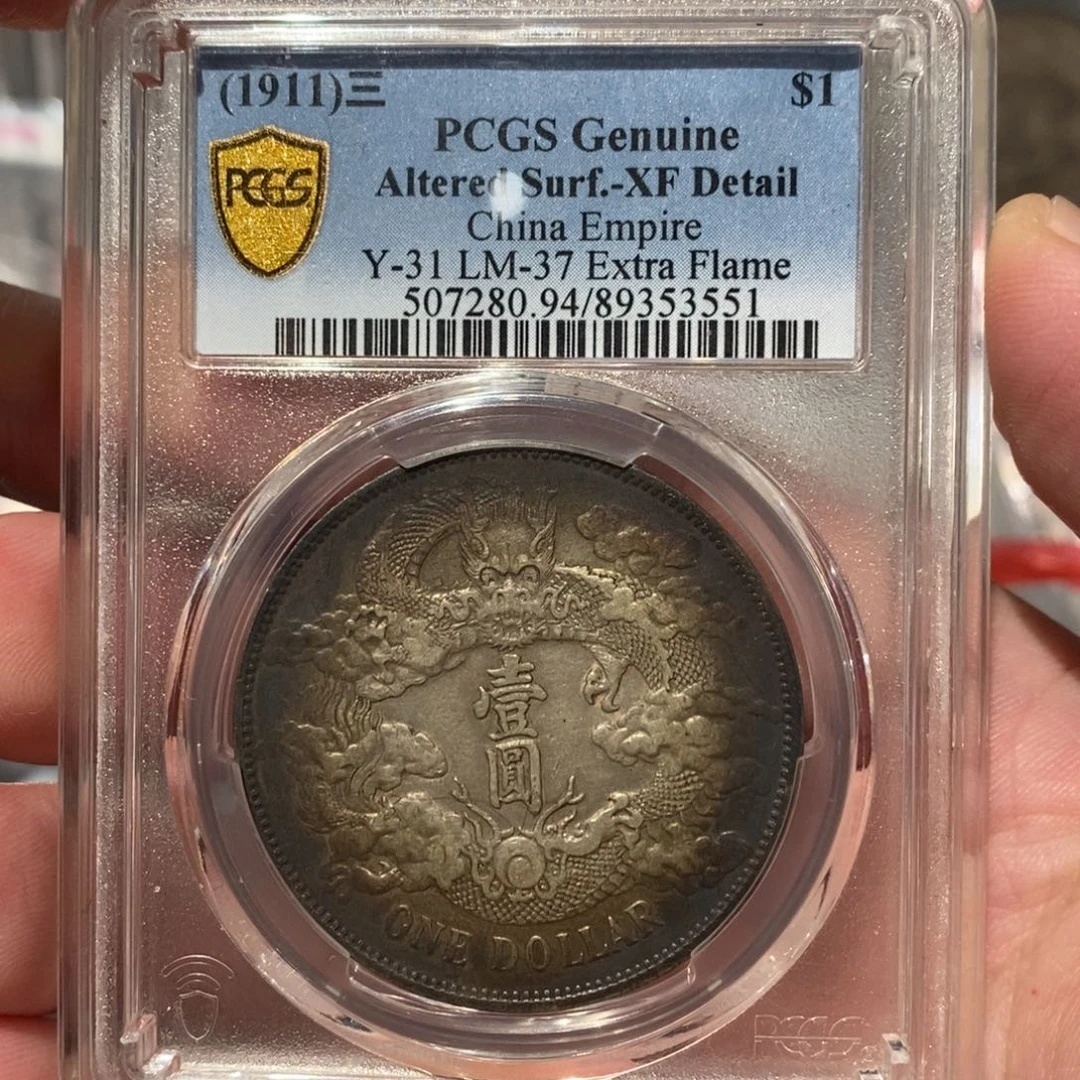 (1911)三 $1
PCGS Genuine
PCGS
Altered Surf.-XF Detail
China Empire
Y-31 LM-37 Extra Flame
507280.94/89353551
壹圓
ONE DOLLAR
PCGS